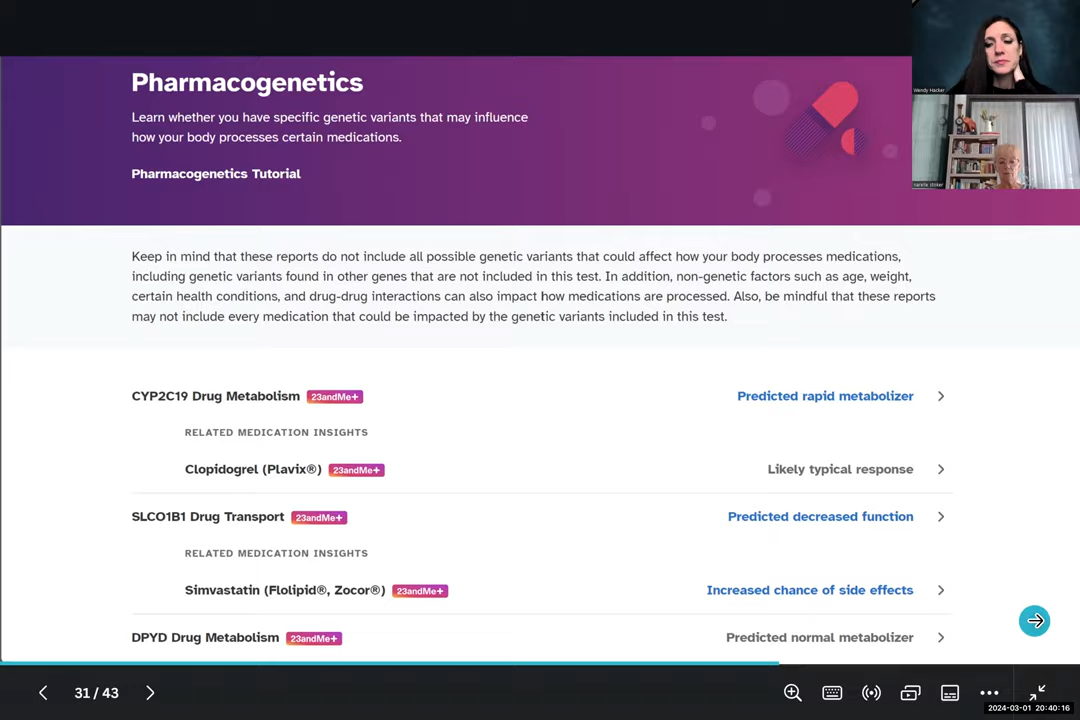 Pharmacogenetics
Learn whether you have specific genetic variants that may influence
how your body processes certain medications.
Pharmacogenetics Tutorial
Wendy Hacker
narelle stoker
Keep in mind that these reports do not include all possible genetic variants that could affect how your body processes medications,
including genetic variants found in other genes that are not included in this test. In addition, non-genetic factors such as age, weight,
certain health conditions, and drug-drug interactions can also impact how medications are processed. Also, be mindful that these reports
may not include every medication that could be impacted by the genetic variants included in this test.
CYP2C19 Drug Metabolism 23andMe+ Predicted rapid metabolizer
RELATED MEDICATION INSIGHTS
Clopidogrel (Plavix®) 23andMe+ Likely typical response
SLCO1B1 Drug Transport 23andMe+ Predicted decreased function
RELATED MEDICATION INSIGHTS
Simvastatin (Flolipid®, Zocor®) 23andMe+ Increased chance of side effects
DPYD Drug Metabolism 23andMe+ Predicted normal metabolizer
31 / 43
2024-03-01 20:40:16